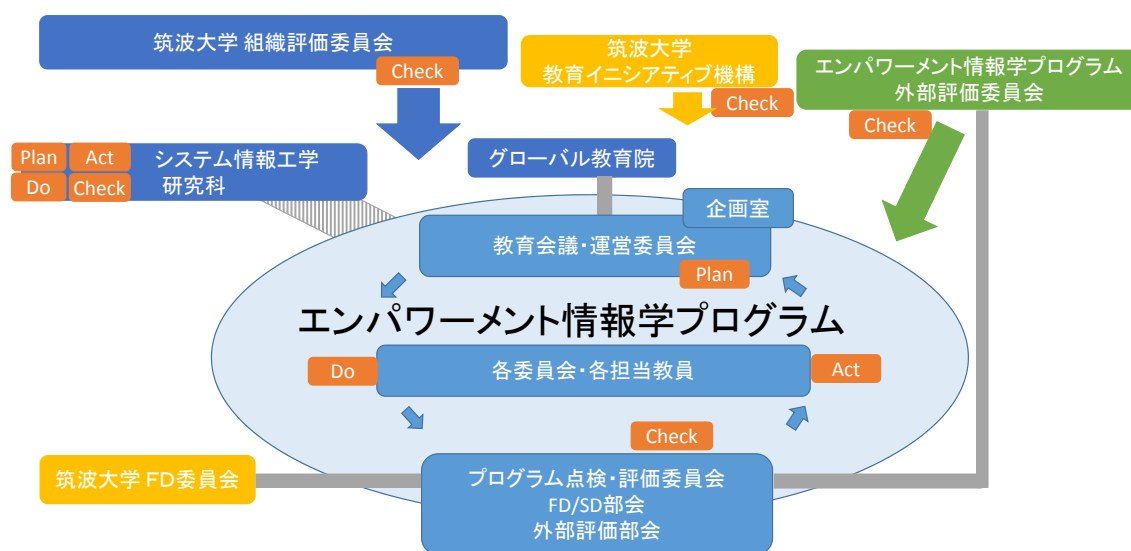 筑波大学 組織評価委員会
Check
筑波大学
教育イニシアティブ機構
Check
エンパワーメント情報学プログラム
外部評価委員会
Check
Plan
Act
Do
Check
システム情報工学
研究科
グローバル教育院
企画室
教育会議・運営委員会
Plan
エンパワーメント情報学プログラム
Do
各委員会・各担当教員
Act
Check
筑波大学 FD委員会
プログラム点検・評価委員会
FD/SD部会
外部評価部会